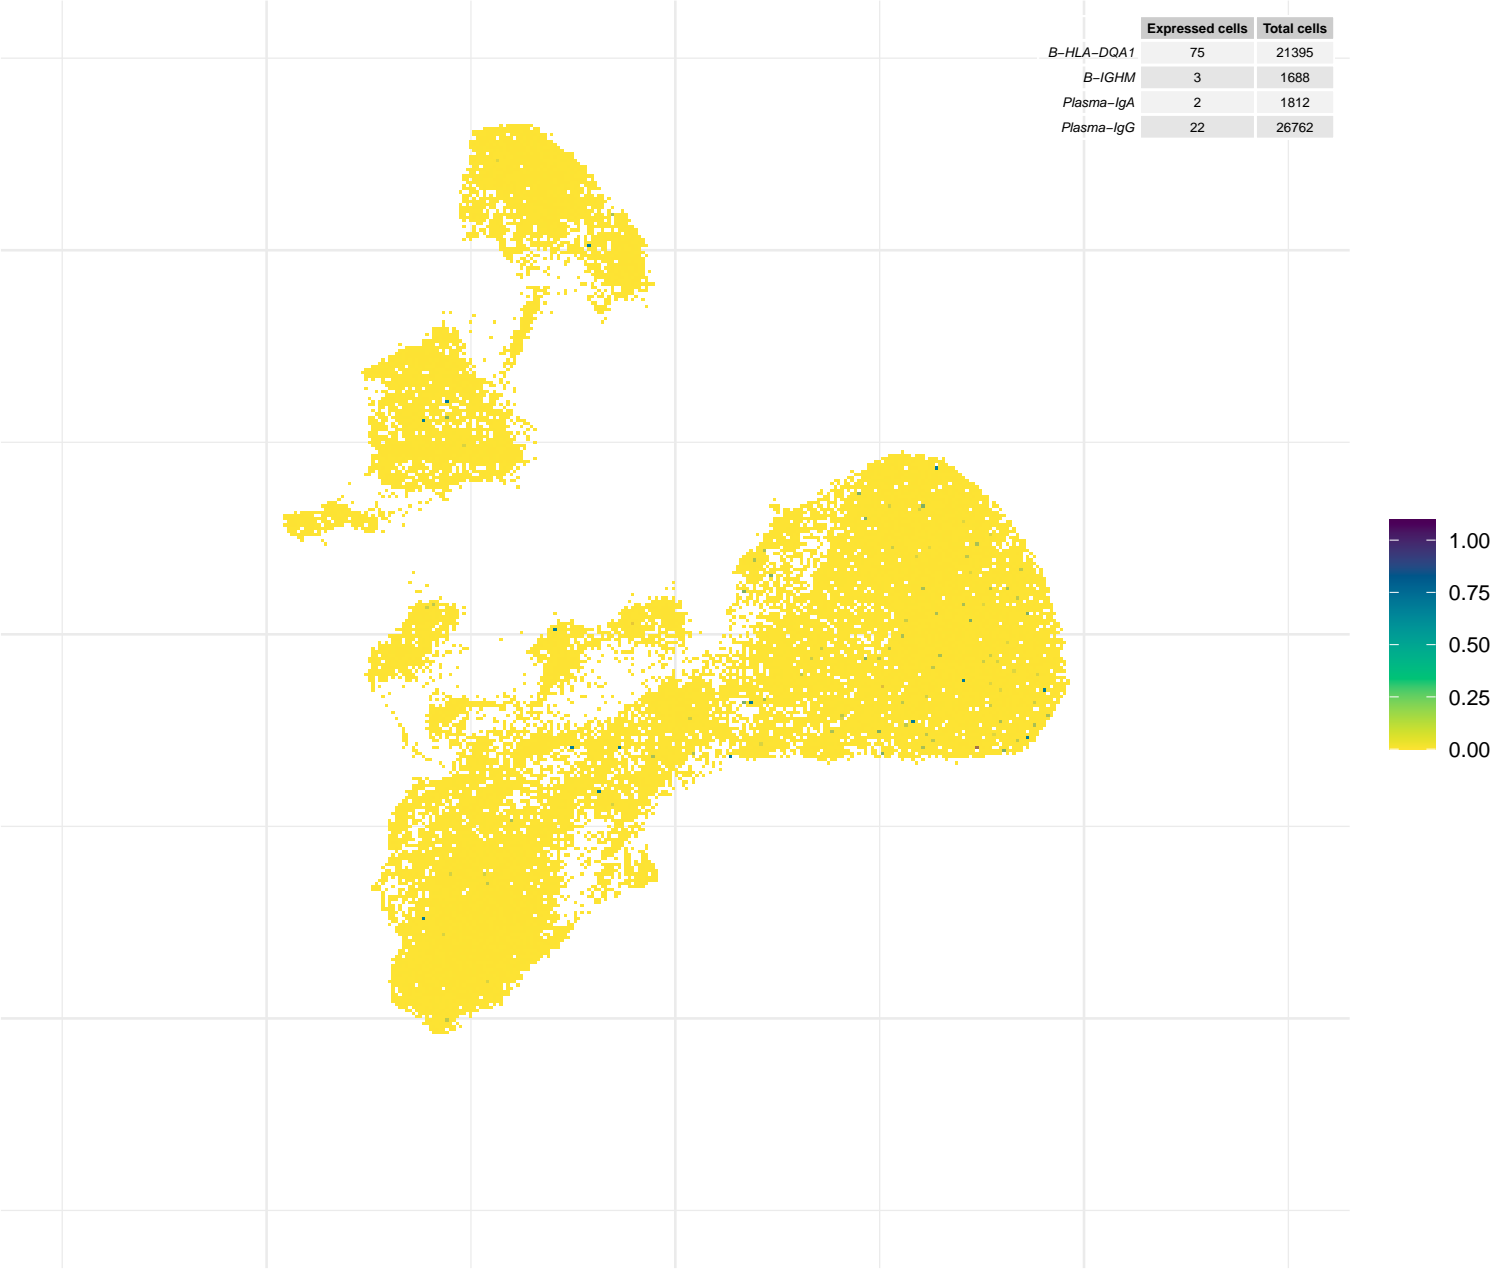 Expressed cells Total cells
B−HLA−DQA1 75 21395
B−IGHM 3 1688
Plasma−IgA 2 1812
Plasma−IgG 22 26762
1.00
0.75
0.50
0.25
0.00